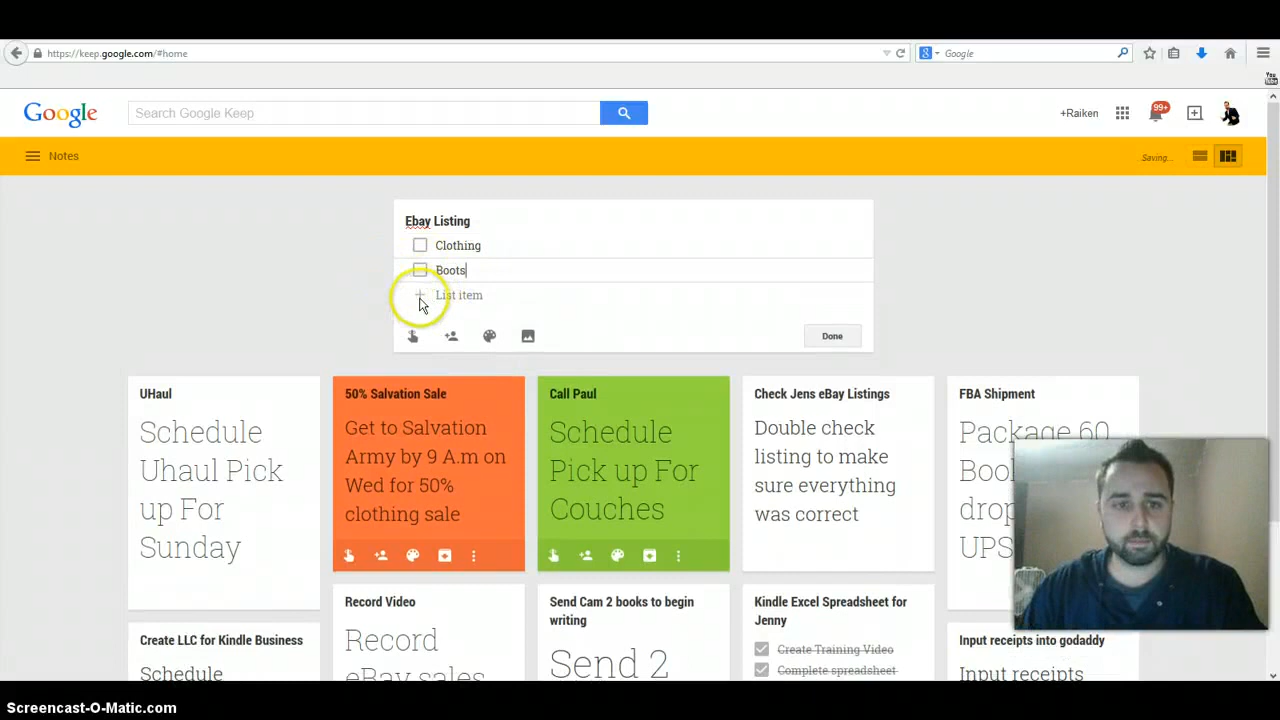 https://keep.google.com/#home
Google
You
Google
Search Google Keep
+Raiken
99+
Notes
Saving...
Ebay Listing
Clothing
Boots
List item
Done
UHaul
Schedule
Uhaul Pick
up For
Sunday
50% Salvation Sale
Get to Salvation
Army by 9 A.m on
Wed for 50%
clothing sale
Call Paul
Schedule
Pick up For
Couches
Check Jens eBay Listings
Double check
listing to make
sure everything
was correct
FBA Shipment
Package 60
drop
UPS
Create LLC for Kindle Business
Schedule
Record Video
Record
eBay sales
Send Cam 2 books to begin
writing
Send 2
Kindle Excel Spreadsheet for
Jenny
Create Training Video
Complete spreadsheet
Input receipts into godaddy
Input receipts
Screencast-O-Matic.com